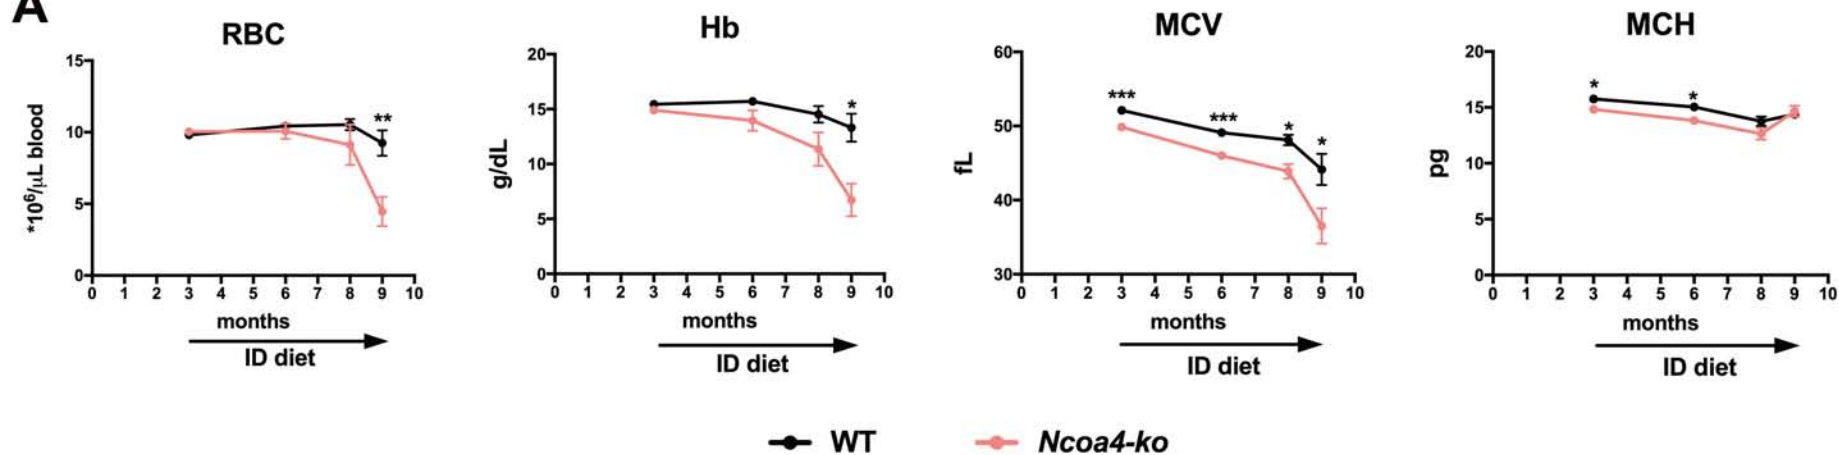 A
RBC
*10⁶/μL blood
15
10
5
0
**
0 1 2 3 4 5 6 7 8 9 10
months
ID diet
Hb
g/dL
20
15
10
5
0
*
0 1 2 3 4 5 6 7 8 9 10
months
ID diet
MCV
fL
60
50
40
30
*** *** * *
0 1 2 3 4 5 6 7 8 9 10
months
ID diet
MCH
pg
20
15
10
5
0
* *
0 1 2 3 4 5 6 7 8 9 10
months
ID diet
WT Ncoa4-ko